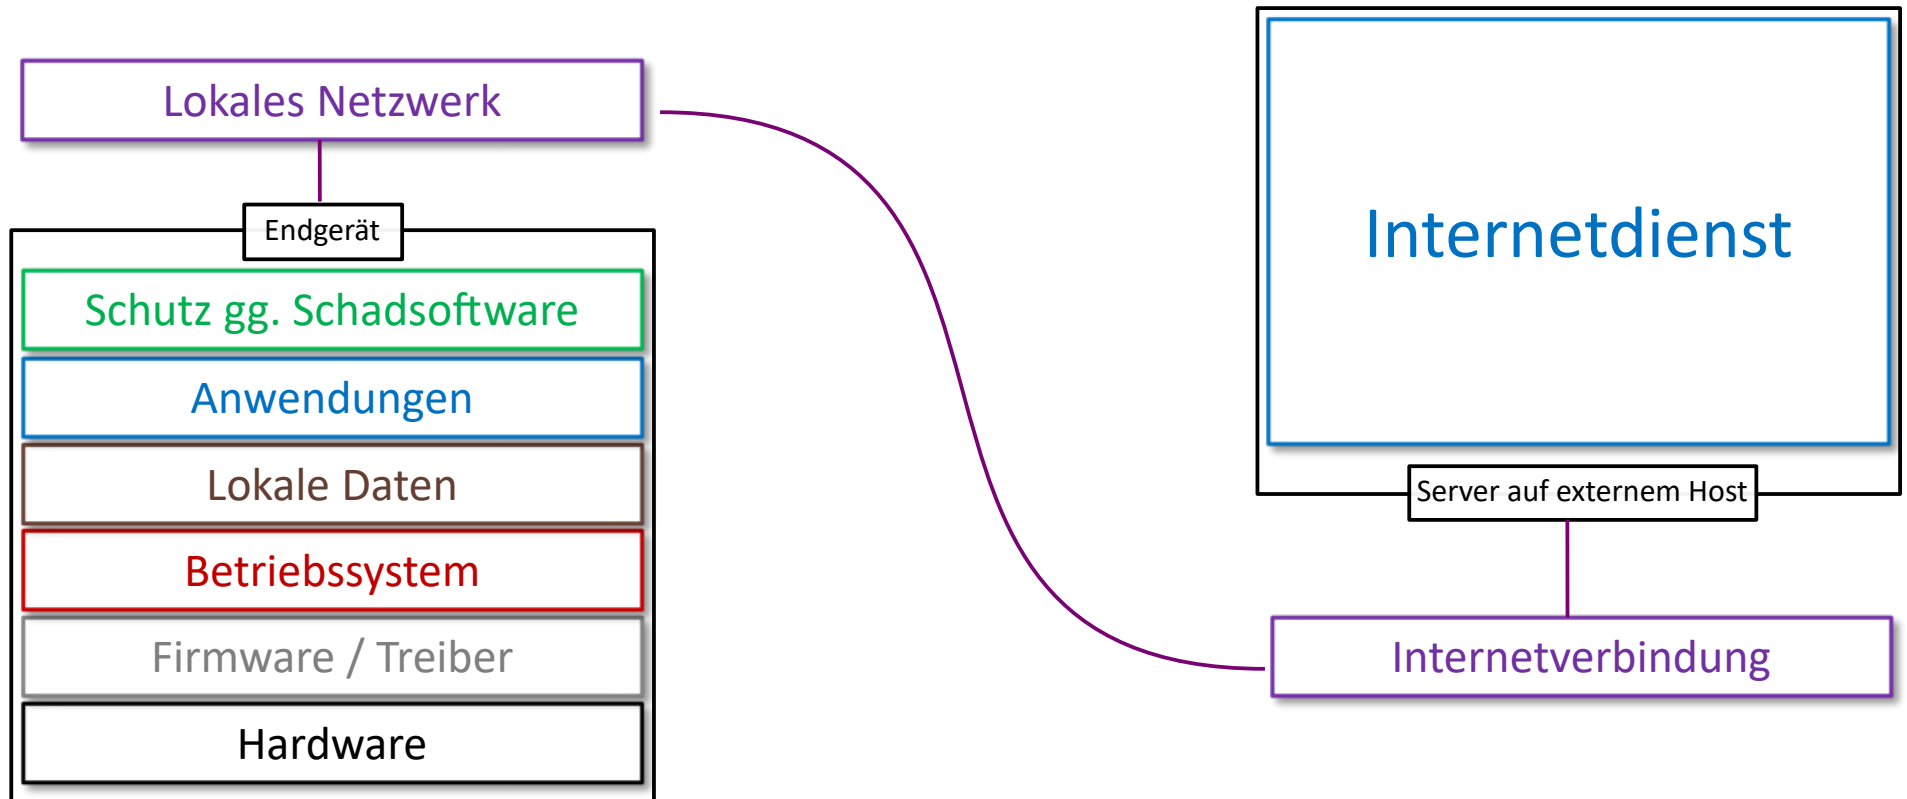 Lokales Netzwerk
Endgerät
Schutz gg. Schadsoftware
Anwendungen
Lokale Daten
Betriebssystem
Firmware / Treiber
Hardware
Internetdienst
Server auf externem Host
Internetverbindung